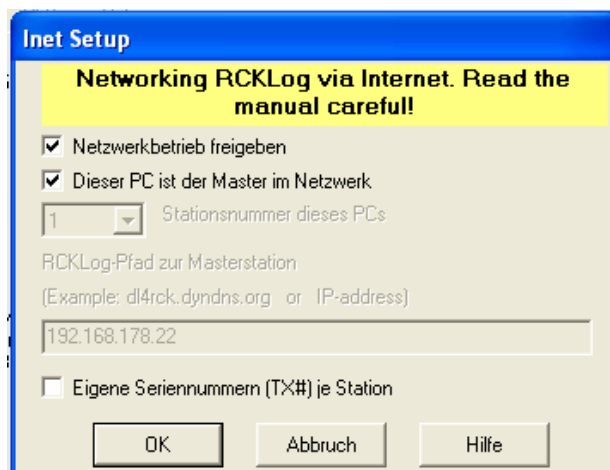 Inet Setup
Networking RCKLog via Internet. Read the
manual careful!
Netzwerkbetrieb freigeben
Dieser PC ist der Master im Netzwerk
1 Stationsnummer dieses PCs
RCKLog-Pfad zur Masterstation
(Example: dl4rck.dyndns.org or IP-address)
192.168.178.22
Eigene Seriennummern (TX#) je Station
OK Abbruch Hilfe